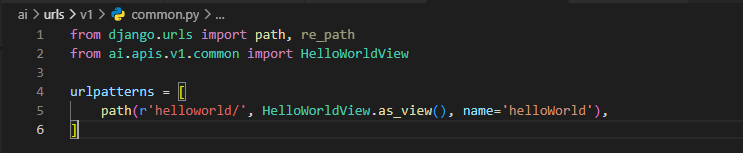 ai > urls > v1 > common.py > ...
1 from django.urls import path, re_path
2 from ai.apis.v1.common import HelloWorldView
3
4 urlpatterns = [
5     path(r'helloworld/', HelloWorldView.as_view(), name='helloWorld'),
6 ]